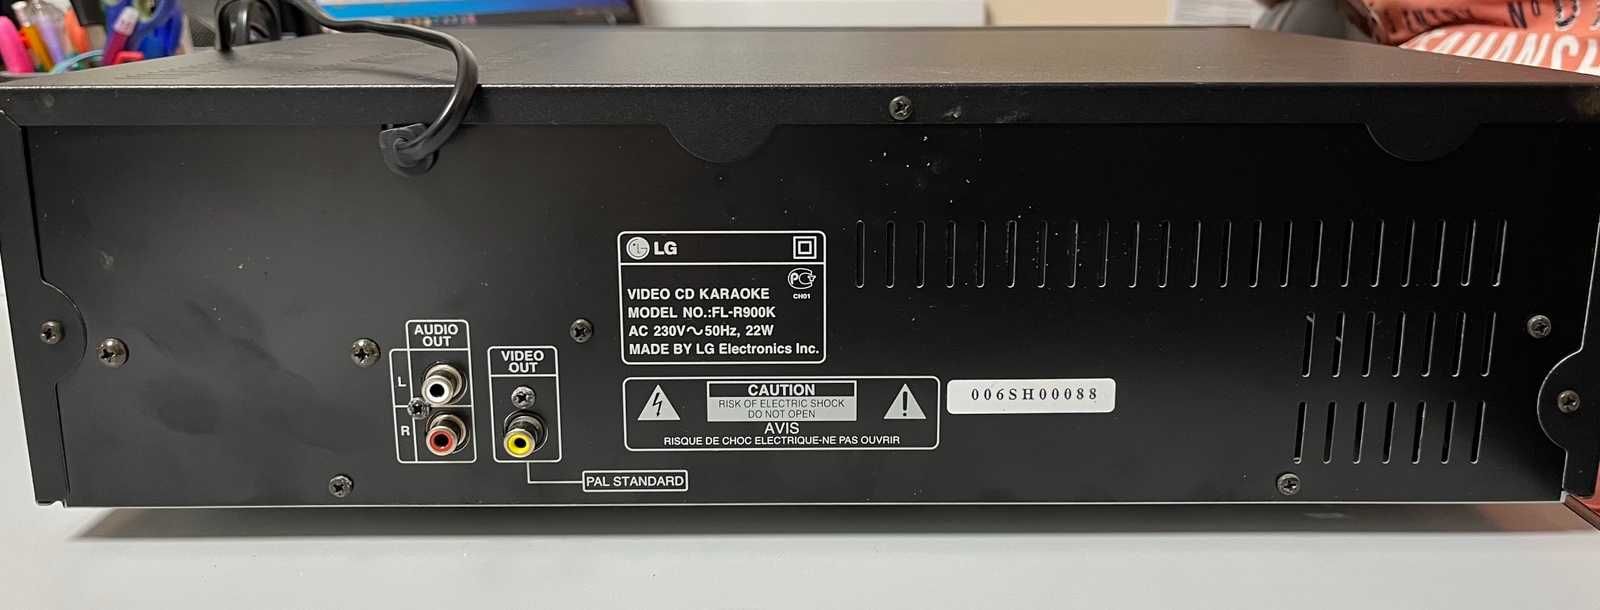 LG
PCT
CH01
VIDEO CD KARAOKE
MODEL NO.:FL-R900K
AC 230V～50Hz, 22W
MADE BY LG Electronics Inc.
AUDIO
OUT
L
R
VIDEO
OUT
PAL STANDARD
CAUTION
RISK OF ELECTRIC SHOCK
DO NOT OPEN
AVIS
RISQUE DE CHOC ELECTRIQUE-NE PAS OUVRIR
006SH00088